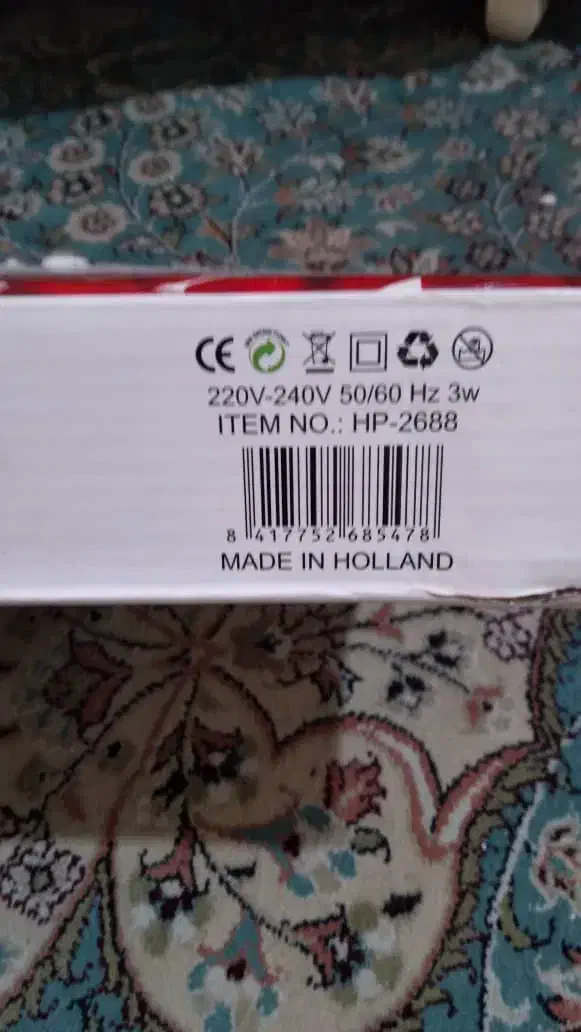 CE
220V-240V 50/60 Hz 3w
ITEM NO.: HP-2688
8 417752 685478
MADE IN HOLLAND